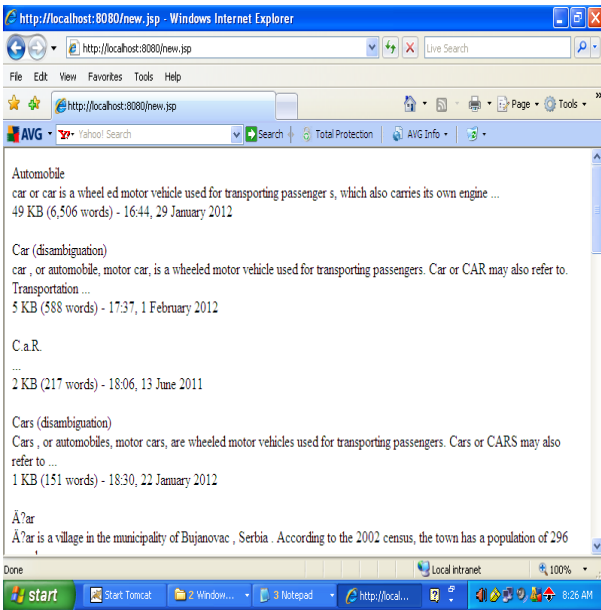 http://localhost:8080/new.jsp - Windows Internet Explorer
http://localhost:8080/new.jsp
Live Search
File Edit View Favorites Tools Help
http://localhost:8080/new.jsp
Page Tools
AVG Y! Yahoo! Search Search Total Protection AVG Info
Automobile
car or car is a wheel ed motor vehicle used for transporting passenger s, which also carries its own engine ...
49 KB (6,506 words) - 16:44, 29 January 2012
Car (disambiguation)
car , or automobile, motor car, is a wheeled motor vehicle used for transporting passengers. Car or CAR may also refer to.
Transportation ...
5 KB (588 words) - 17:37, 1 February 2012
C.a.R.
...
2 KB (217 words) - 18:06, 13 June 2011
Cars (disambiguation)
Cars , or automobiles, motor cars, are wheeled motor vehicles used for transporting passengers. Cars or CARS may also
refer to ...
1 KB (151 words) - 18:30, 22 January 2012
Ä?ar
Ä?ar is a village in the municipality of Bujanovac , Serbia . According to the 2002 census, the town has a population of 296
Done Local intranet 100%
start Start Tomcat 2 Window... 3 Notepad http://local... 8:26 AM